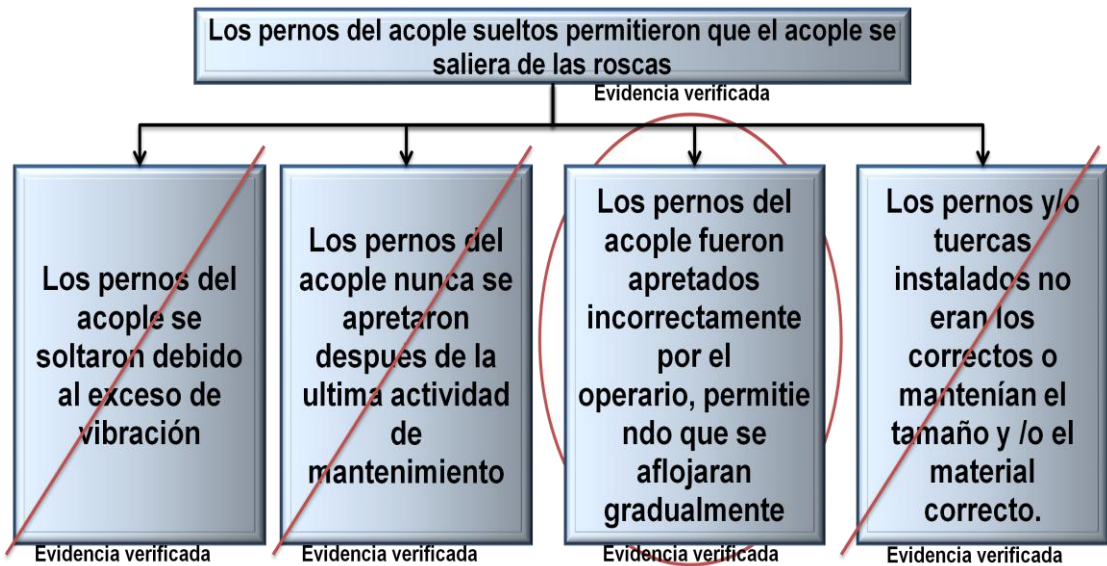 Los pernos del acople sueltos permitieron que el acople se
saliera de las roscas
Evidencia verificada
Los pernos del
acople se
soltaron debido
al exceso de
vibración
Evidencia verificada
Los pernos del
acople nunca se
apretaron
despues de la
ultima actividad
de
mantenimiento
Evidencia verificada
Los pernos del
acople fueron
apretados
incorrectamente
por el
operario, permitie
ndo que se
aflojaran
gradualmente
Evidencia verificada
Los pernos y/o
tuercas
instalados no
eran los
correctos o
mantenían el
tamaño y /o el
material
correcto.
Evidencia verificada